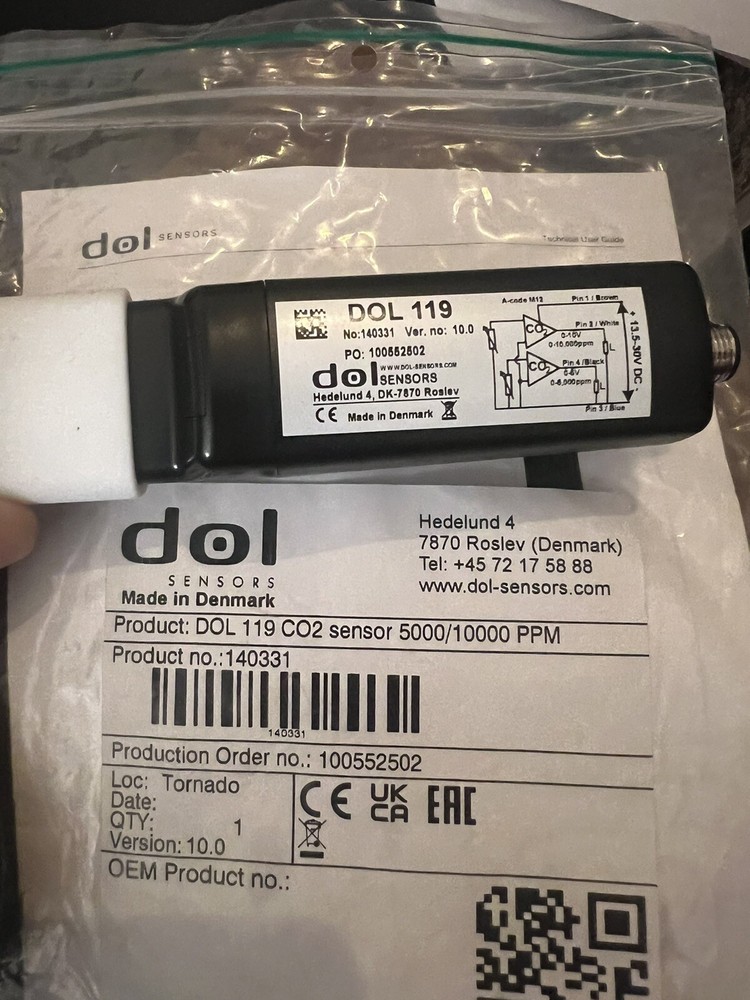 dol SENSORS
Technical User Guide
DOL 119
No:140331 Ver. no: 10.0
PO: 100552502
WWW.DOL-SENSORS.COM
dol SENSORS
Hedelund 4, DK-7870 Roslev
CE Made in Denmark
A-code M12
Pin 1 / Brown
CO2
Pin 2 / White
0-10V
0-10,000ppm
L
CO2
Pin 4 /Black
0-5V
L
Pin 3 / Blue
+ 13,5-30V DC -
dol
SENSORS
Made in Denmark
Hedelund 4
7870 Roslev (Denmark)
Tel: +45 72 17 58 88
www.dol-sensors.com
Product: DOL 119 CO2 sensor 5000/10000 PPM
Product no.:140331
140331
Production Order no.: 100552502
Loc: Tornado
Date:
QTY: 1
Version: 10.0
CE UK CA EAC
OEM Product no.: